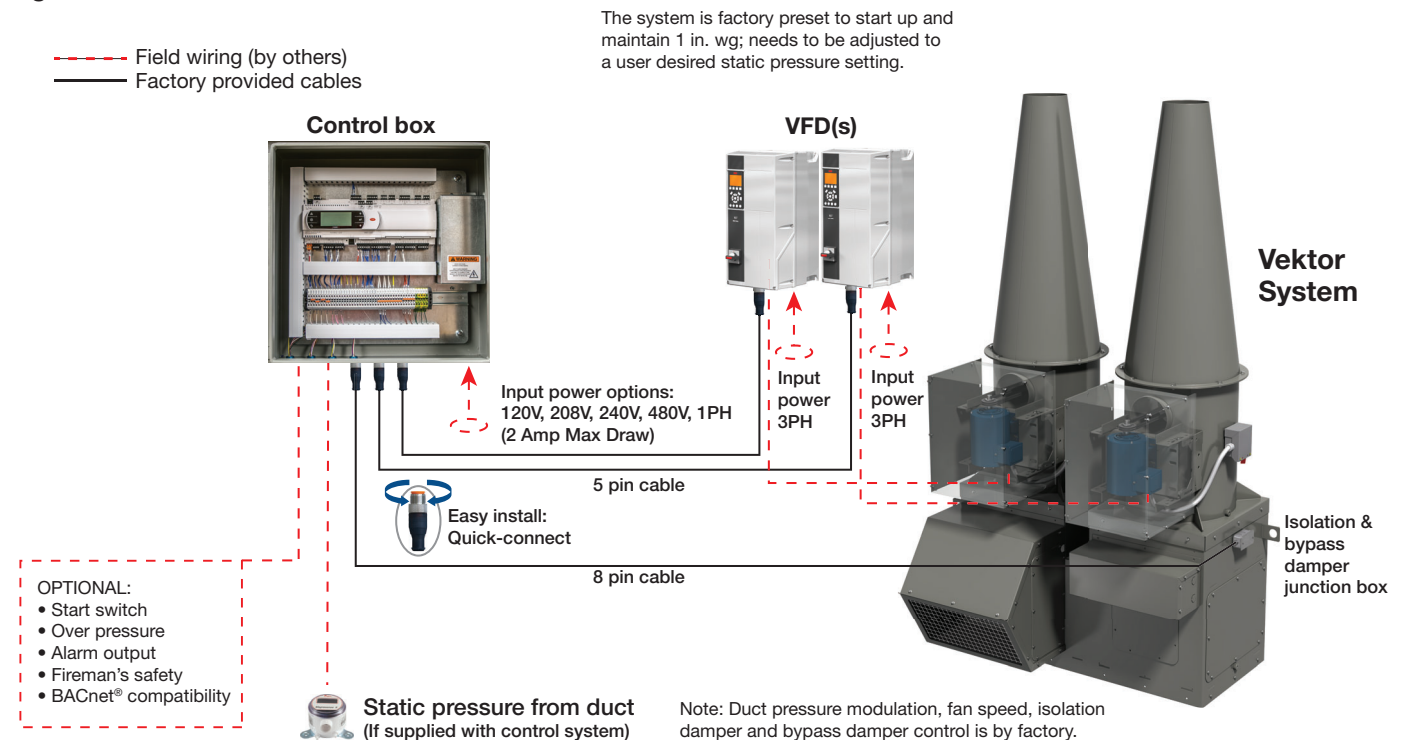 The system is factory preset to start up and
maintain 1 in. wg; needs to be adjusted to
a user desired static pressure setting.
Field wiring (by others)
Factory provided cables
Control box
VFD(s)
WARNING
Vektor
System
Input power options:
120V, 208V, 240V, 480V, 1PH
(2 Amp Max Draw)
Input
power
3PH
Input
power
3PH
5 pin cable
Easy install:
Quick-connect
8 pin cable
Isolation &
bypass
damper
junction box
OPTIONAL:
• Start switch
• Over pressure
• Alarm output
• Fireman's safety
• BACnet® compatibility
Static pressure from duct
(If supplied with control system)
Note: Duct pressure modulation, fan speed, isolation
damper and bypass damper control is by factory.